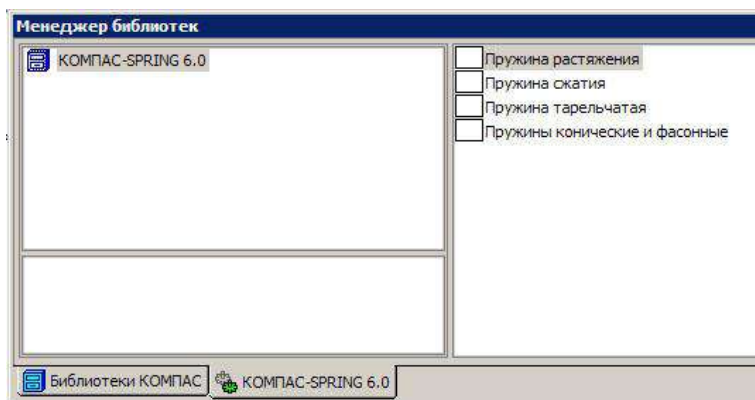 Менеджер библиотек
КОМПАС-SPRING 6.0
Пружина растяжения
Пружина сжатия
Пружина тарельчатая
Пружины конические и фасонные
Библиотеки КОМПАС
КОМПАС-SPRING 6.0